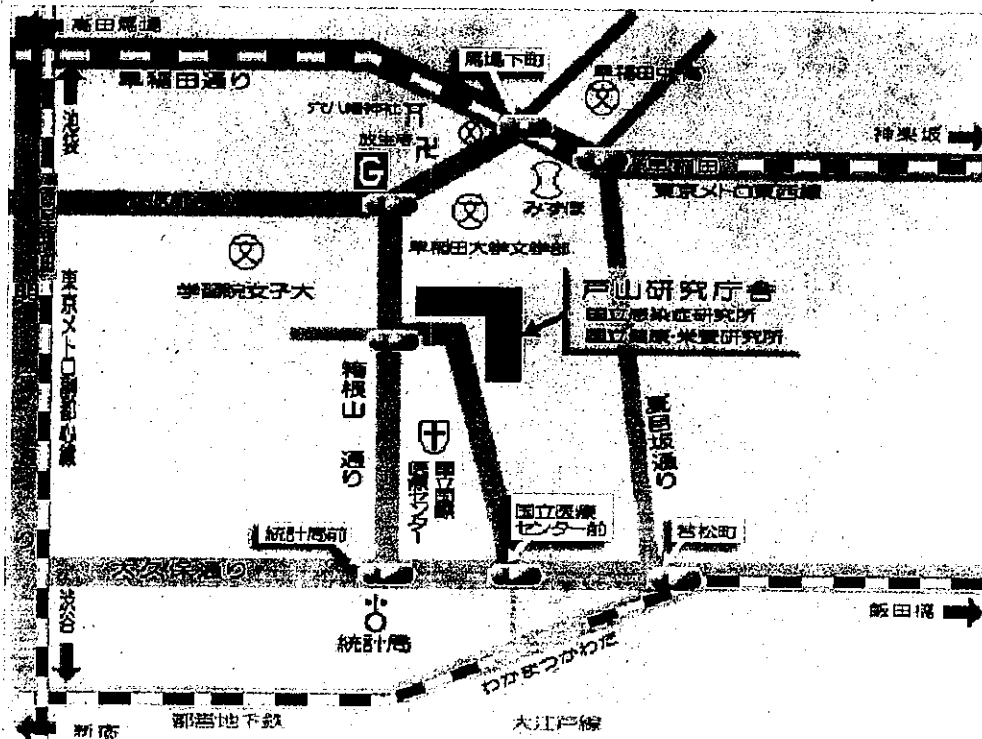 高田馬場
早稲田通り
馬場下町
早稲田中・高
穴八幡神社
放生寺
池袋
神楽坂
早稲田
東京メトロ東西線
G
文
みずほ
早稲田大学文学部
学習院女子大
戸山研究庁舎
国立感染症研究所
国立健康・栄養研究所
東京メトロ副都心線
箱根山 通り
国立国際
医療センター
夏目坂通り
統計局前
国立医療
センター前
若松町
大久保通り
渋谷
統計局
飯田橋
わかまつかわだ
都営地下鉄
大江戸線
新宿